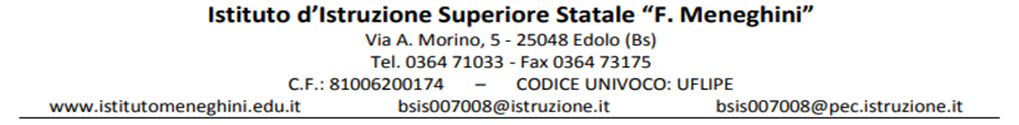 Istituto d’Istruzione Superiore Statale “F. Meneghini”
Via A. Morino, 5 - 25048 Edolo (Bs)
Tel. 0364 71033 - Fax 0364 73175
C.F.: 81006200174 – CODICE UNIVOCO: UFLIPE
www.istitutomeneghini.edu.it bsis007008@istruzione.it bsis007008@pec.istruzione.it